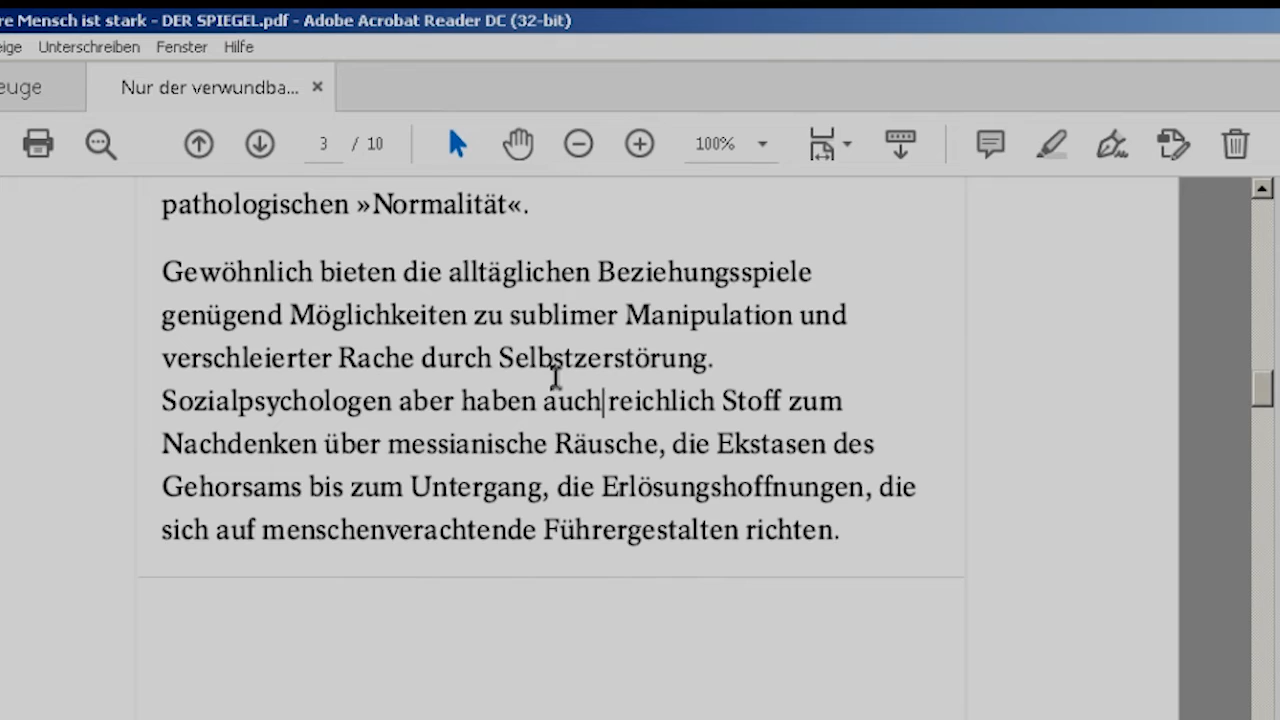 re Mensch ist stark - DER SPIEGEL.pdf - Adobe Acrobat Reader DC (32-bit)
eige Unterschreiben Fenster Hilfe
euge Nur der verwundba... ×
3 / 10 100%
pathologischen »Normalität«.
Gewöhnlich bieten die alltäglichen Beziehungsspiele
genügend Möglichkeiten zu sublimer Manipulation und
verschleierter Rache durch Selbstzerstörung.
Sozialpsychologen aber haben auch reichlich Stoff zum
Nachdenken über messianische Räusche, die Ekstasen des
Gehorsams bis zum Untergang, die Erlösungshoffnungen, die
sich auf menschenverachtende Führergestalten richten.